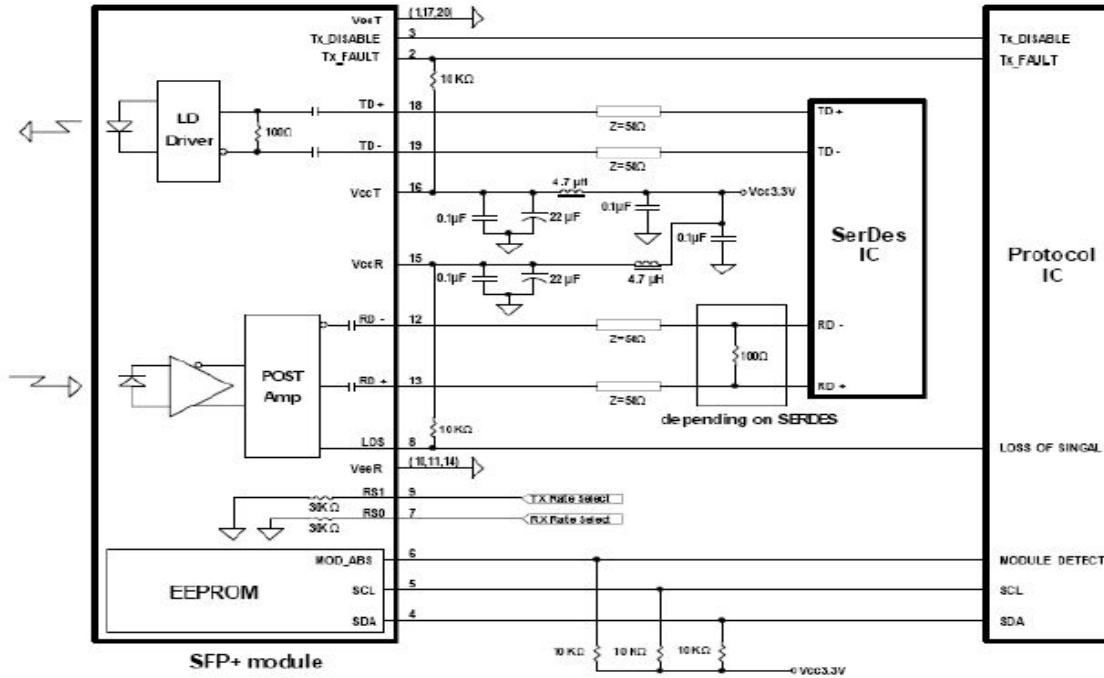 VeeT
(1,17,20)
Tx_DISABLE
3
Tx_DISABLE
Tx_FAULT
2
Tx_FAULT
10 KΩ
TD +
18
Z=50Ω
TD +
LD
Driver
100Ω
TD -
19
Z=50Ω
TD -
VccT
16
4.7 µH
Vcc3.3V
0.1µF
22 µF
0.1µF
0.1µF
SerDes
IC
Protocol
IC
VccR
15
0.1µF
22 µF
4.7 µH
RD -
12
Z=50Ω
RD -
100Ω
POST
Amp
RD +
13
Z=50Ω
RD +
depending on SERDES
10 KΩ
LOS
8
LOSS OF SINGAL
VeeR
(10,11,14)
RS1
9
TX Rate Select
30KΩ
RS0
7
RX Rate Select
30KΩ
MOD_ABS
6
MODULE DETECT
EEPROM
SCL
5
SCL
SDA
4
SDA
10 KΩ
10 KΩ
10 KΩ
Vcc3.3V
SFP+ module